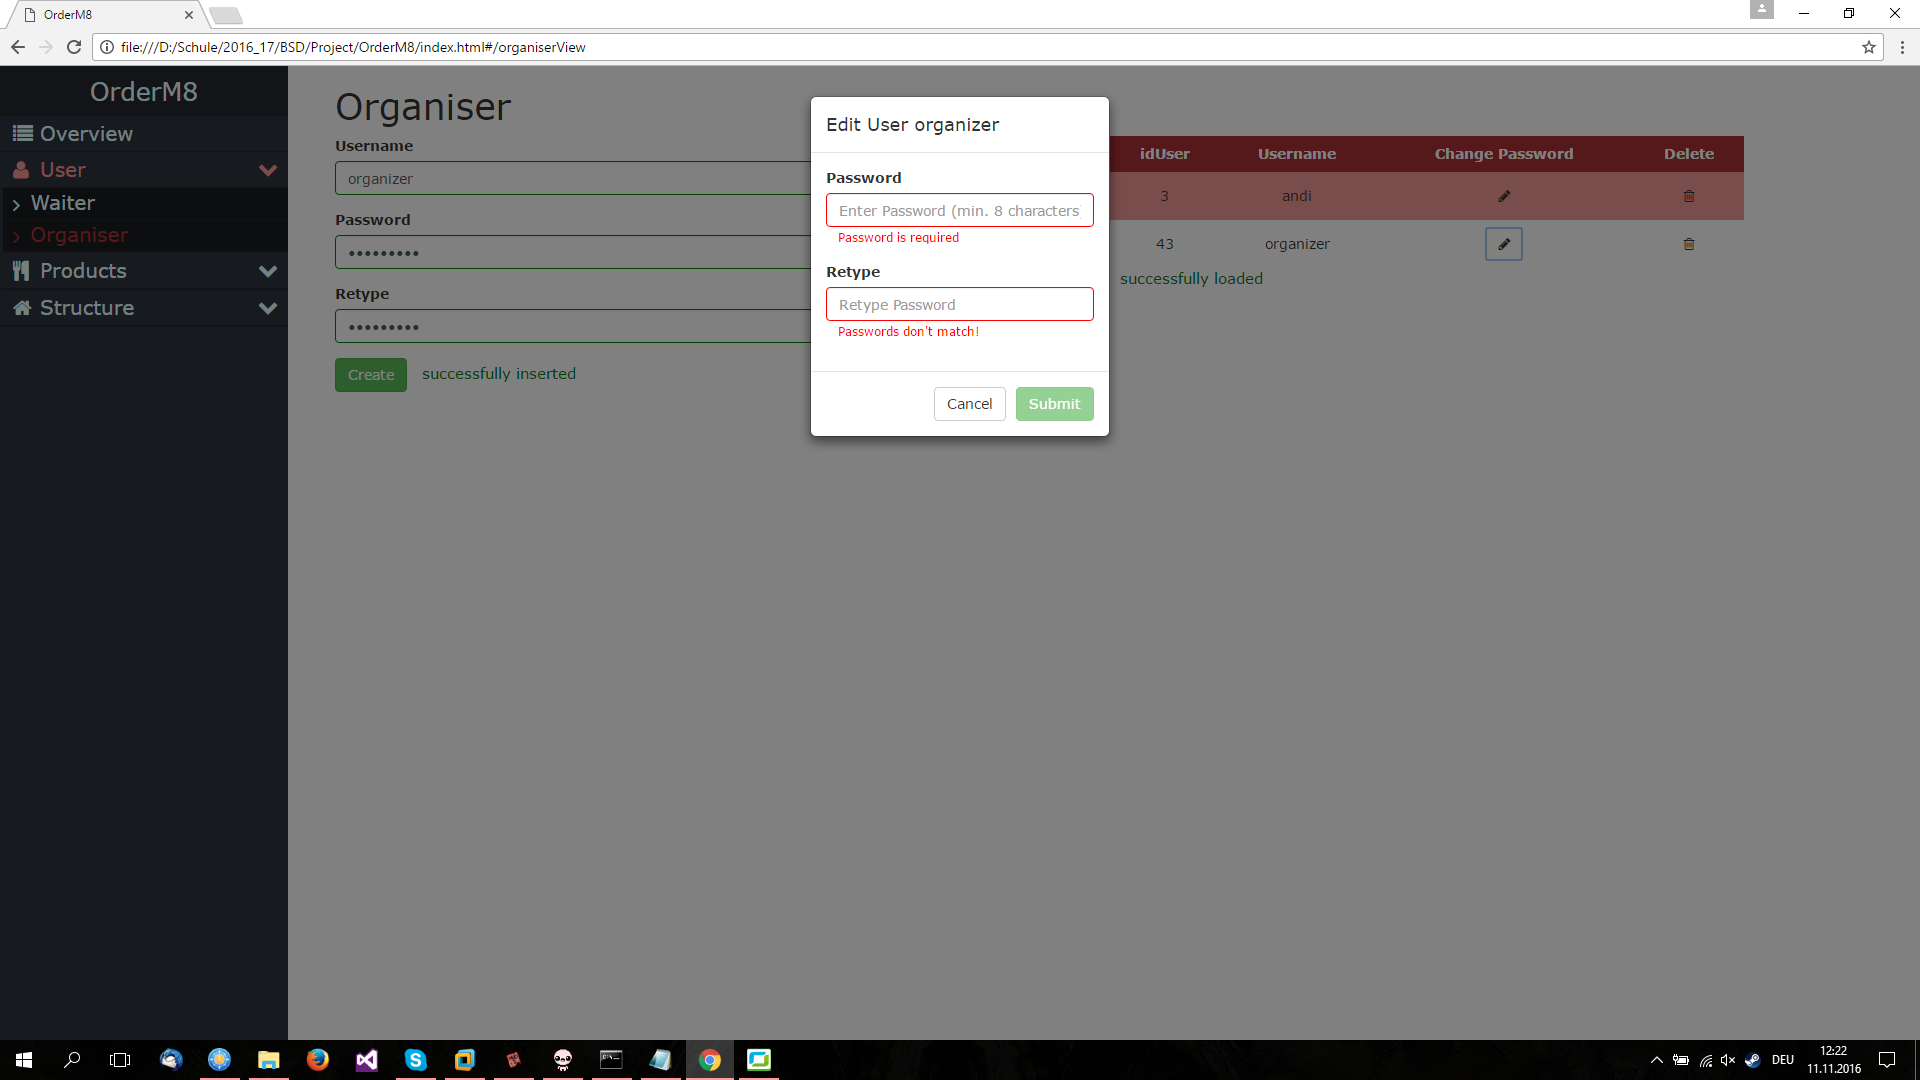 OrderM8
file:///D:/Schule/2016_17/BSD/Project/OrderM8/index.html#/organiserView
OrderM8
Overview
User
Waiter
Organiser
Products
Structure
Organiser
Username
organizer
Password
•••••••••
Retype
•••••••••
Create successfully inserted
Edit User organizer
Password
Enter Password (min. 8 characters)
Password is required
Retype
Retype Password
Passwords don't match!
Cancel Submit
idUser Username Change Password Delete
3 andi
43 organizer
successfully loaded
DEU
12:22
11.11.2016